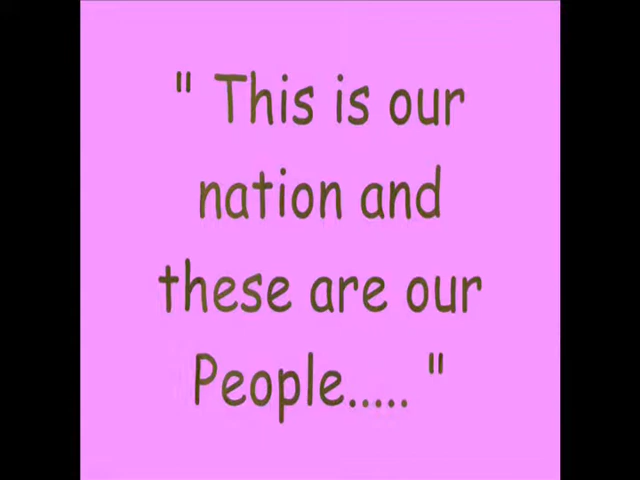 " This is our
nation and
these are our
People..... "